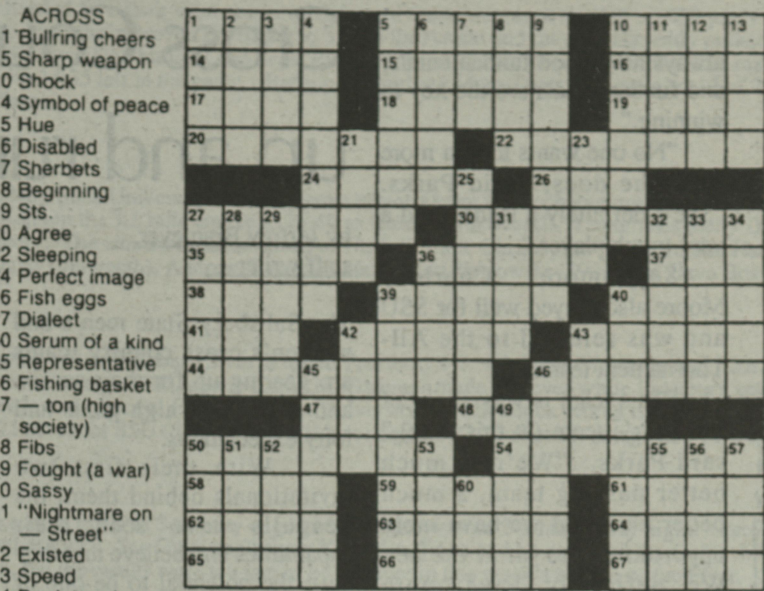 ACROSS
1 Bullring cheers
5 Sharp weapon
0 Shock
4 Symbol of peace
5 Hue
6 Disabled
7 Sherbets
8 Beginning
9 Sts.
0 Agree
2 Sleeping
4 Perfect image
6 Fish eggs
7 Dialect
0 Serum of a kind
5 Representative
6 Fishing basket
7 — ton (high
society)
8 Fibs
9 Fought (a war)
0 Sassy
1 "Nightmare on
— Street"
2 Existed
3 Speed
1 2 3 4 5 6 7 8 9 10 11 12 13
14 15 16
17 18 19
20 21 22 23
24 25 26
27 28 29 30 31 32 33 34
35 36 37
38 39 40
41 42 43
44 45 46
47 48 49
50 51 52 53 54 55 56 57
58 59 60 61
62 63 64
65 66 67